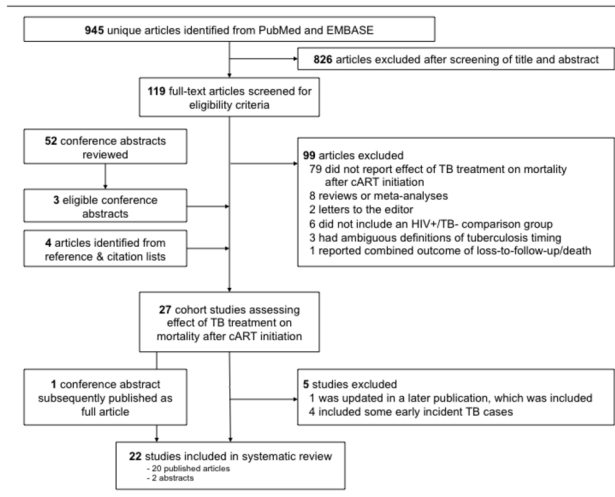 945 unique articles identified from PubMed and EMBASE
826 articles excluded after screening of title and abstract
119 full-text articles screened for
eligibility criteria
52 conference abstracts
reviewed
3 eligible conference
abstracts
4 articles identified from
reference & citation lists
99 articles excluded
79 did not report effect of TB treatment on mortality
after cART initiation
8 reviews or meta-analyses
2 letters to the editor
6 did not include an HIV+/TB- comparison group
3 had ambiguous definitions of tuberculosis timing
1 reported combined outcome of loss-to-follow-up/death
27 cohort studies assessing
effect of TB treatment on
mortality after cART initiation
1 conference abstract
subsequently published as
full article
5 studies excluded
1 was updated in a later publication, which was included
4 included some early incident TB cases
22 studies included in systematic review
- 20 published articles
- 2 abstracts